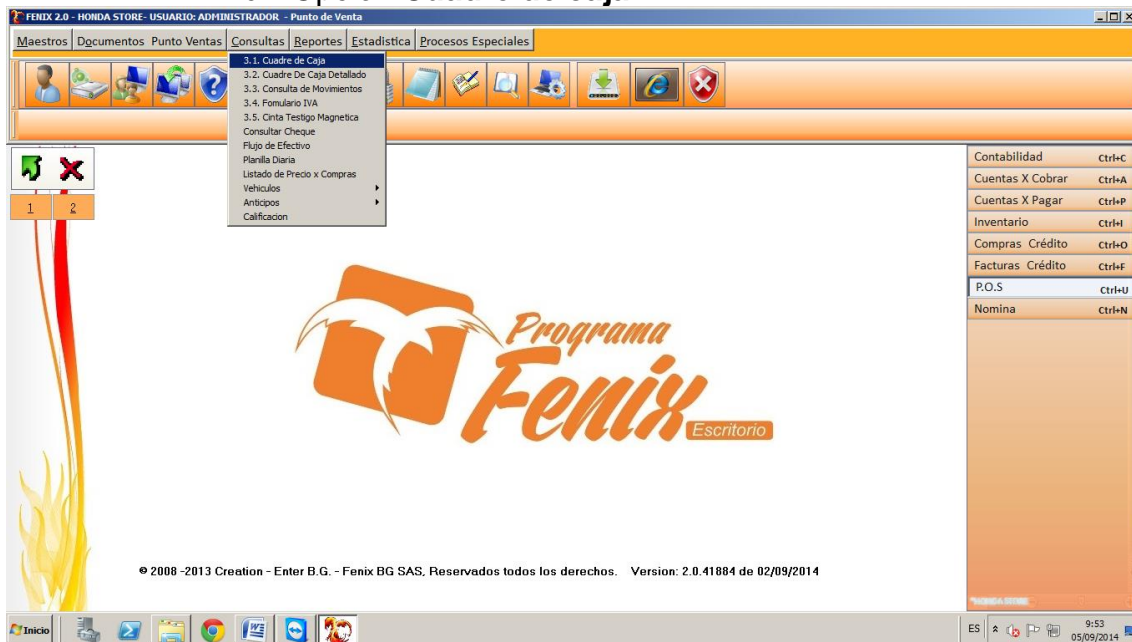 FENIX 2.0 - HONDA STORE- USUARIO: ADMINISTRADOR - Punto de Venta
Maestros Documentos Punto Ventas Consultas Reportes Estadistica Procesos Especiales
3.1. Cuadre de Caja
3.2. Cuadre De Caja Detallado
3.3. Consulta de Movimientos
3.4. Fomulario IVA
3.5. Cinta Testigo Magnetica
Consultar Cheque
Flujo de Efectivo
Planilla Diaria
Listado de Precio x Compras
Vehiculos
Anticipos
Calificacion
1 2
Contabilidad Ctrl+C
Cuentas X Cobrar Ctrl+A
Cuentas X Pagar Ctrl+P
Inventario Ctrl+I
Compras Crédito Ctrl+O
Facturas Crédito Ctrl+F
P.O.S Ctrl+U
Nomina Ctrl+N
Programa
Fenix
Escritorio
© 2008 -2013 Creation - Enter B.G. - Fenix BG SAS, Reservados todos los derechos. Version: 2.0.41884 de 02/09/2014
Inicio
ES
9:53
05/09/2014